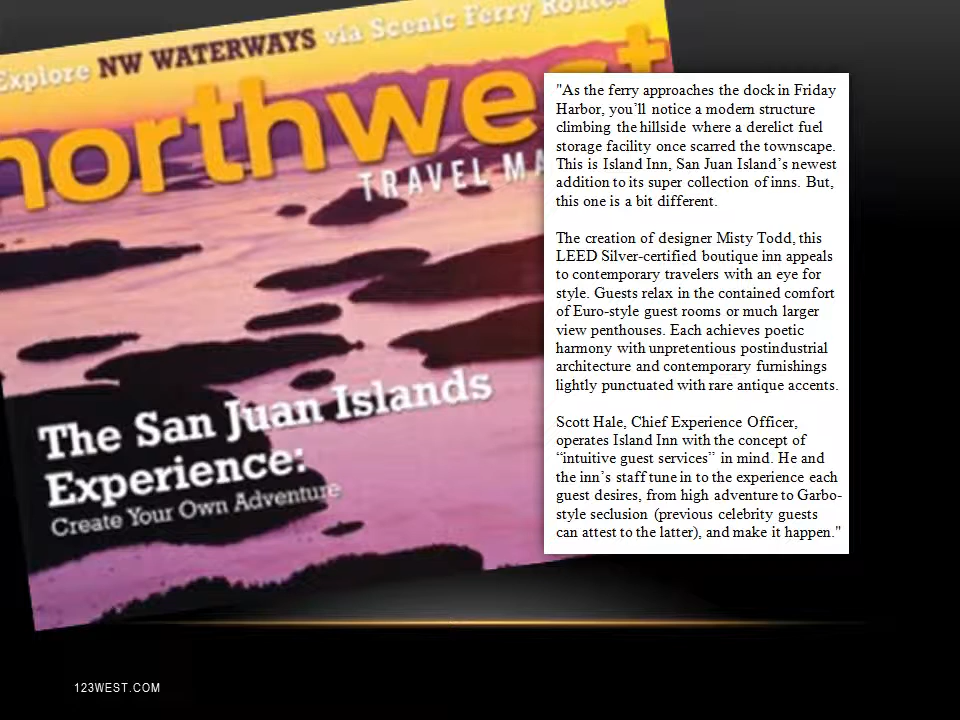 Explore NW WATERWAYS via Scenic Ferry Routes
northwest
TRAVEL
The San Juan Islands
Experience:
Create Your Own Adventure
"As the ferry approaches the dock in Friday
Harbor, you’ll notice a modern structure
climbing the hillside where a derelict fuel
storage facility once scarred the townscape.
This is Island Inn, San Juan Island’s newest
addition to its super collection of inns. But,
this one is a bit different.
The creation of designer Misty Todd, this
LEED Silver-certified boutique inn appeals
to contemporary travelers with an eye for
style. Guests relax in the contained comfort
of Euro-style guest rooms or much larger
view penthouses. Each achieves poetic
harmony with unpretentious postindustrial
architecture and contemporary furnishings
lightly punctuated with rare antique accents.
Scott Hale, Chief Experience Officer,
operates Island Inn with the concept of
“intuitive guest services” in mind. He and
the inn’s staff tune in to the experience each
guest desires, from high adventure to Garbo-
style seclusion (previous celebrity guests
can attest to the latter), and make it happen."
123WEST.COM